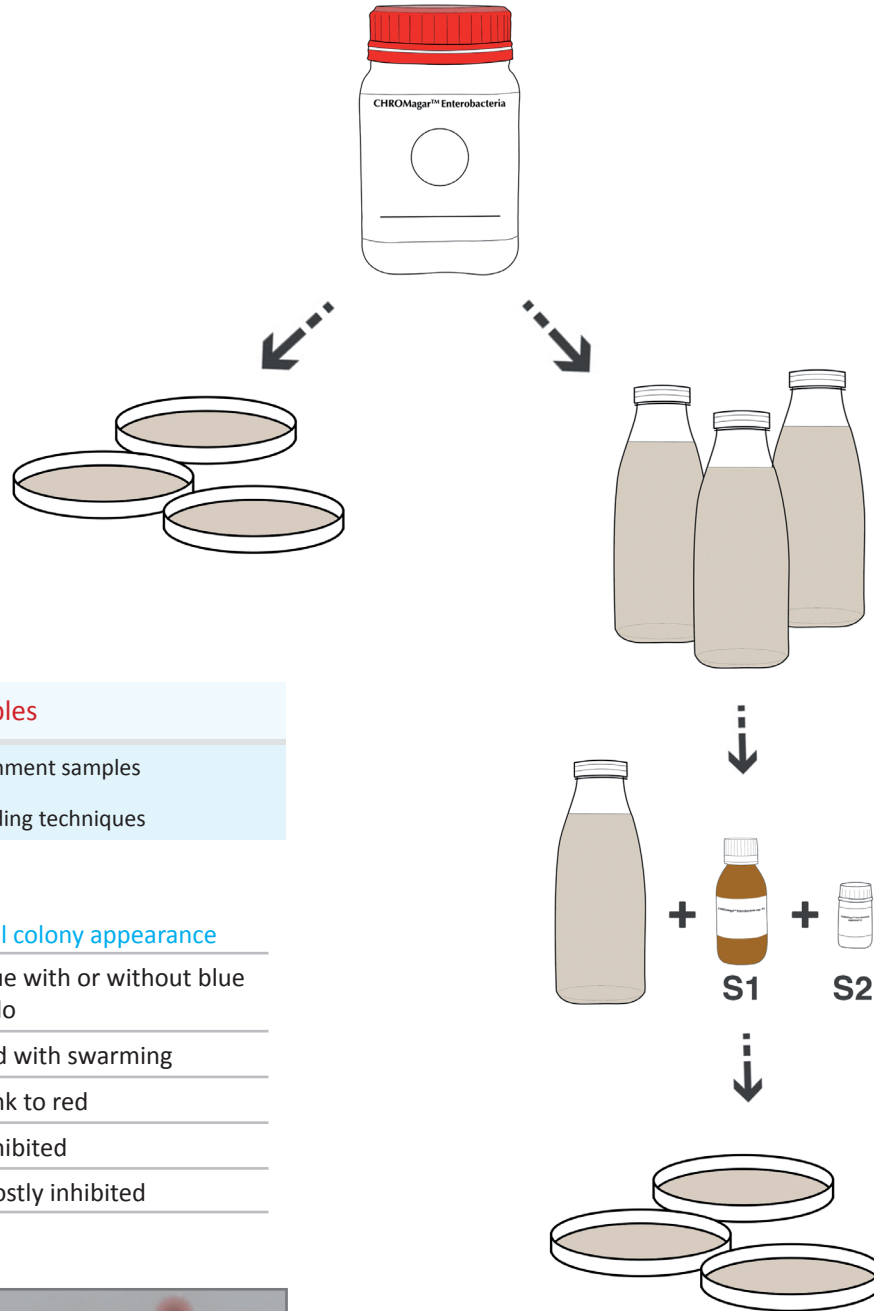 CHROMagar™ Enterobacteria
ples
nment samples
ling techniques
l colony appearance
ue with or without blue
lo
d with swarming
nk to red
hibited
ostly inhibited
+
+
S1
S2